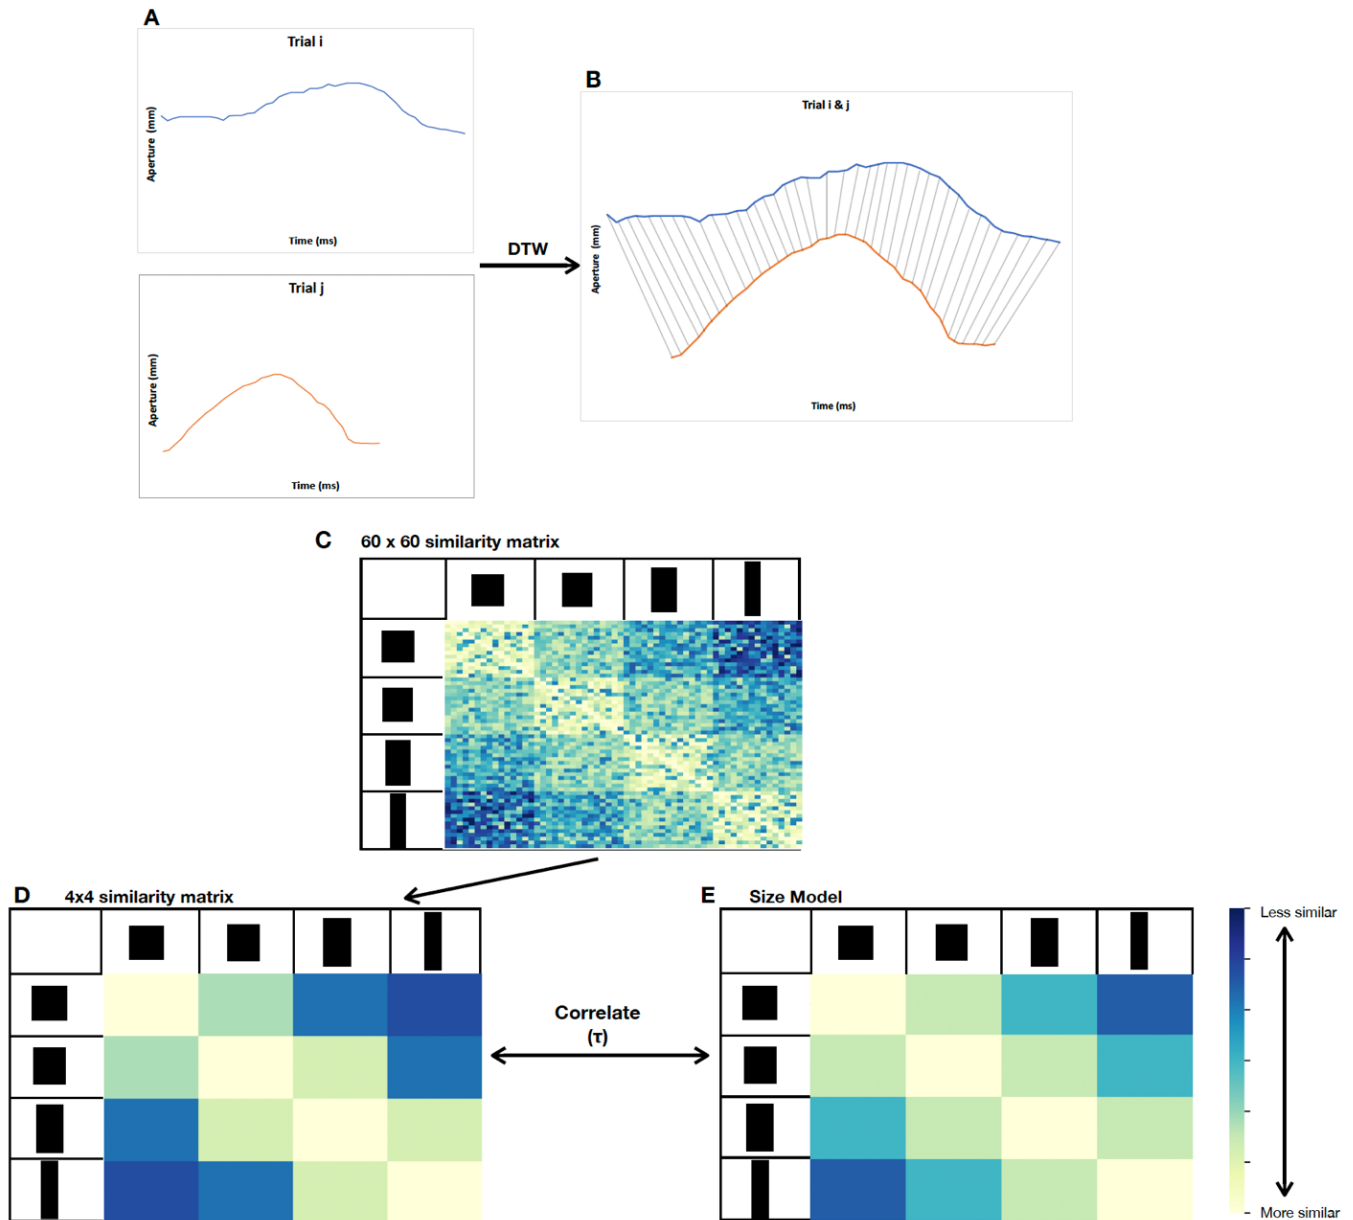 A
Trial i
Aperture (mm)
Time (ms)
Trial j
Aperture (mm)
Time (ms)
DTW
B
Trial i & j
Aperture (mm)
Time (ms)
C
60 x 60 similarity matrix
D
4x4 similarity matrix
Correlate
(τ)
E
Size Model
Less similar
More similar